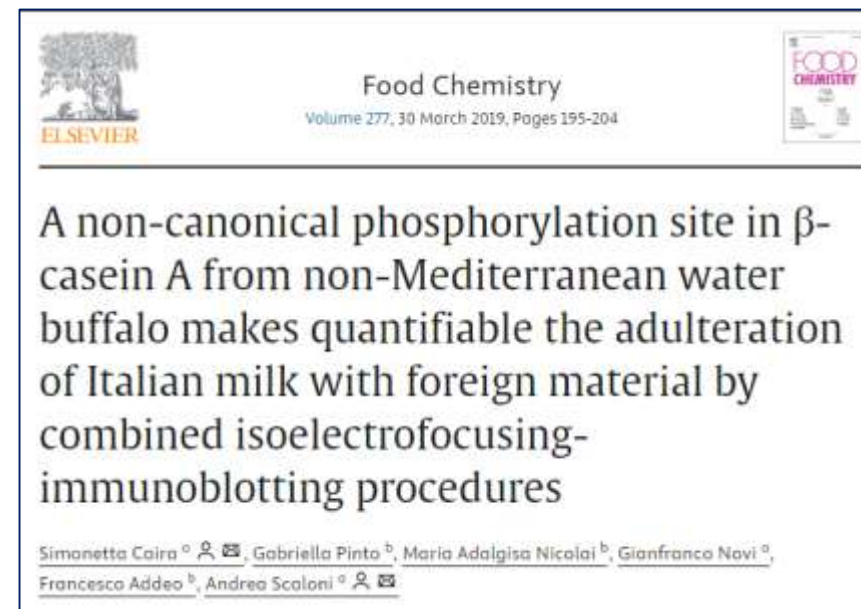 ELSEVIER
Food Chemistry
Volume 277, 30 March 2019, Pages 195-204
FOOD
CHEMISTRY
A non-canonical phosphorylation site in β-
casein A from non-Mediterranean water
buffalo makes quantifiable the adulteration
of Italian milk with foreign material by
combined isoelectrofocusing-
immunoblotting procedures
Simonetta Caira ᵃ, Gabriella Pinto ᵇ, Maria Adalgisa Nicolai ᵇ, Gianfranco Novi ᵃ,
Francesco Addeo ᵇ, Andrea Scaloni ᵃ